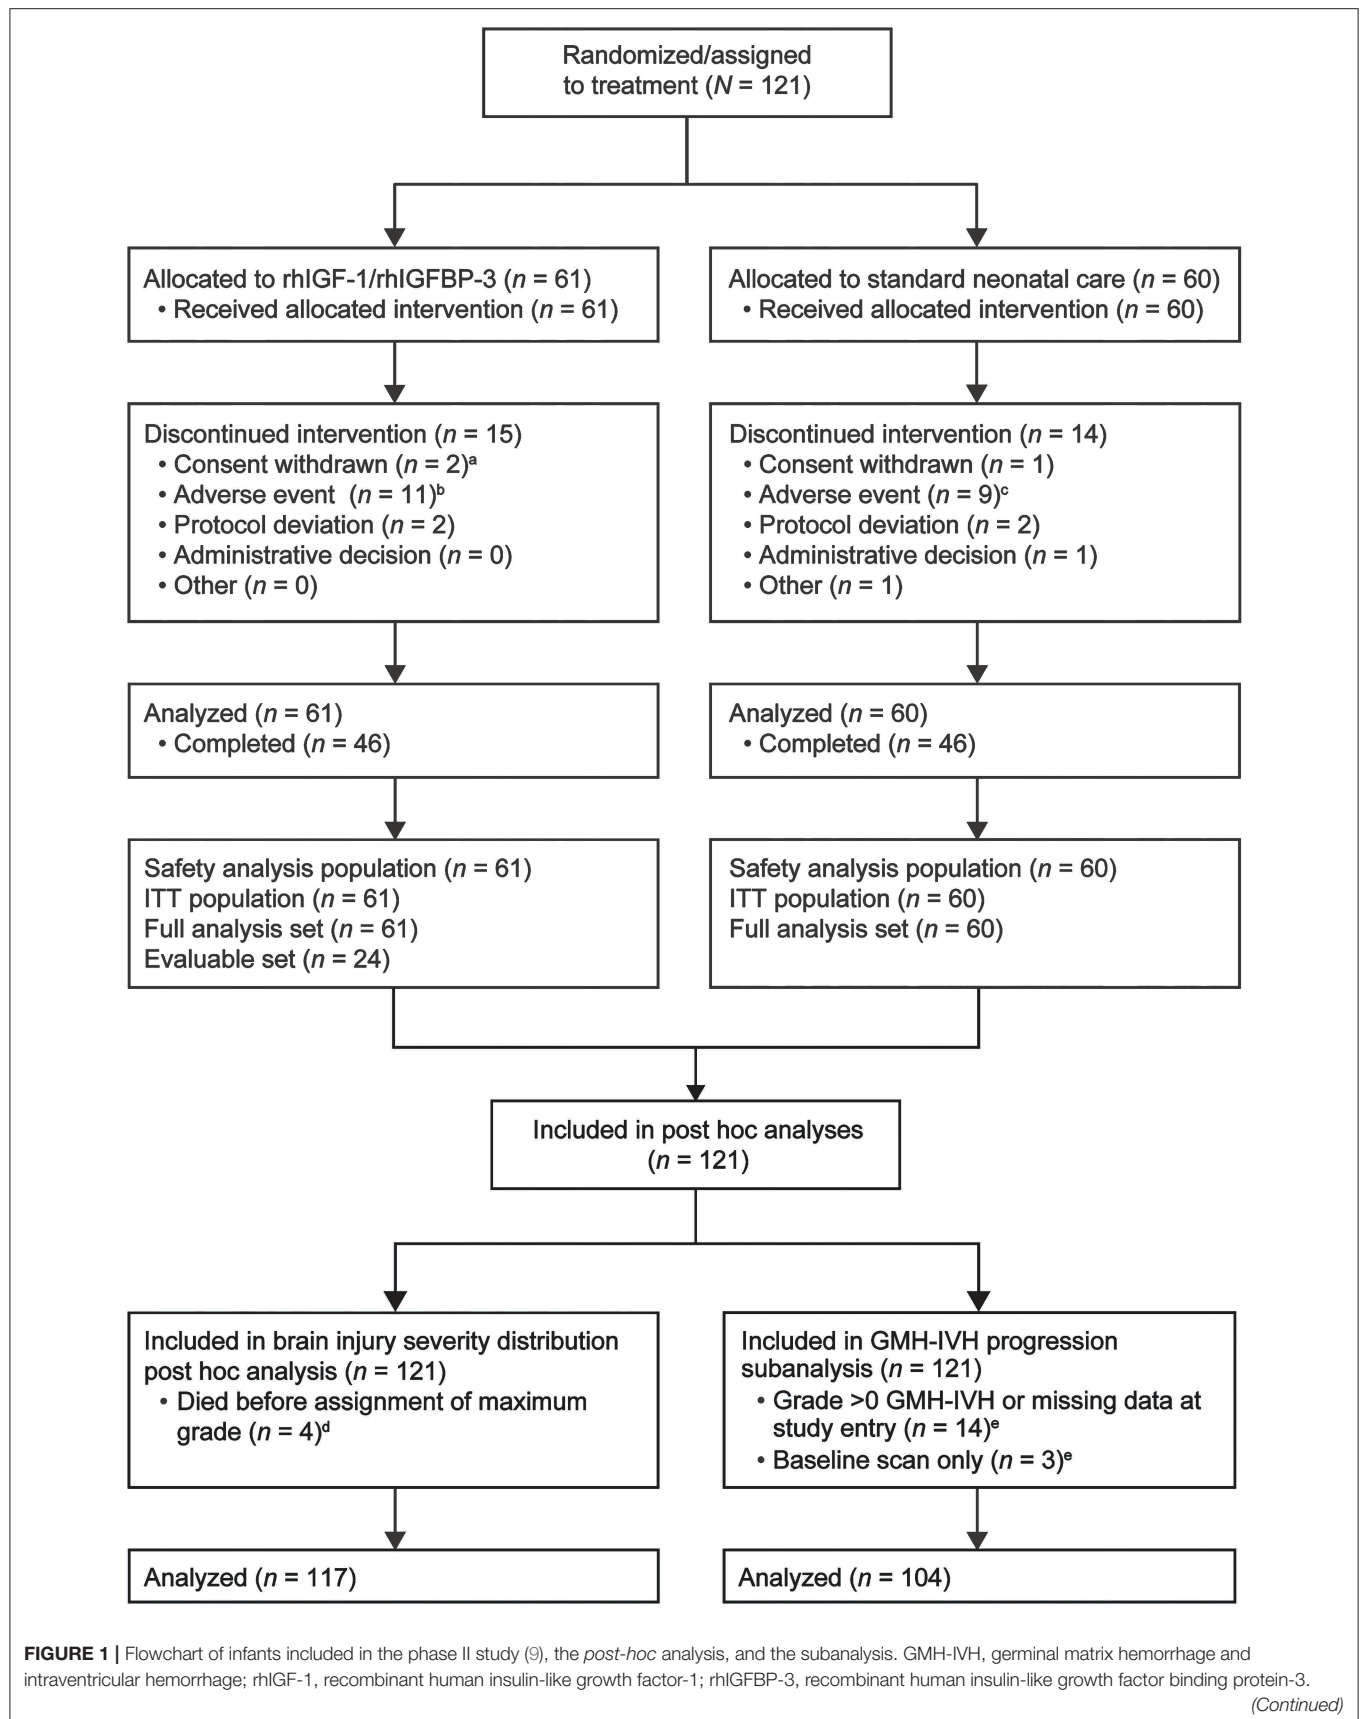 Randomized/assigned
to treatment (N = 121)
Allocated to rhIGF-1/rhIGFBP-3 (n = 61)
• Received allocated intervention (n = 61)
Allocated to standard neonatal care (n = 60)
• Received allocated intervention (n = 60)
Discontinued intervention (n = 15)
• Consent withdrawn (n = 2)a
• Adverse event (n = 11)b
• Protocol deviation (n = 2)
• Administrative decision (n = 0)
• Other (n = 0)
Discontinued intervention (n = 14)
• Consent withdrawn (n = 1)
• Adverse event (n = 9)c
• Protocol deviation (n = 2)
• Administrative decision (n = 1)
• Other (n = 1)
Analyzed (n = 61)
• Completed (n = 46)
Analyzed (n = 60)
• Completed (n = 46)
Safety analysis population (n = 61)
ITT population (n = 61)
Full analysis set (n = 61)
Evaluable set (n = 24)
Safety analysis population (n = 60)
ITT population (n = 60)
Full analysis set (n = 60)
Included in post hoc analyses
(n = 121)
Included in brain injury severity distribution
post hoc analysis (n = 121)
• Died before assignment of maximum
grade (n = 4)d
Included in GMH-IVH progression
subanalysis (n = 121)
• Grade >0 GMH-IVH or missing data at
study entry (n = 14)e
• Baseline scan only (n = 3)e
Analyzed (n = 117)
Analyzed (n = 104)
FIGURE 1 | Flowchart of infants included in the phase II study (9), the post-hoc analysis, and the subanalysis. GMH-IVH, germinal matrix hemorrhage and
intraventricular hemorrhage; rhIGF-1, recombinant human insulin-like growth factor-1; rhIGFBP-3, recombinant human insulin-like growth factor binding protein-3.
(Continued)